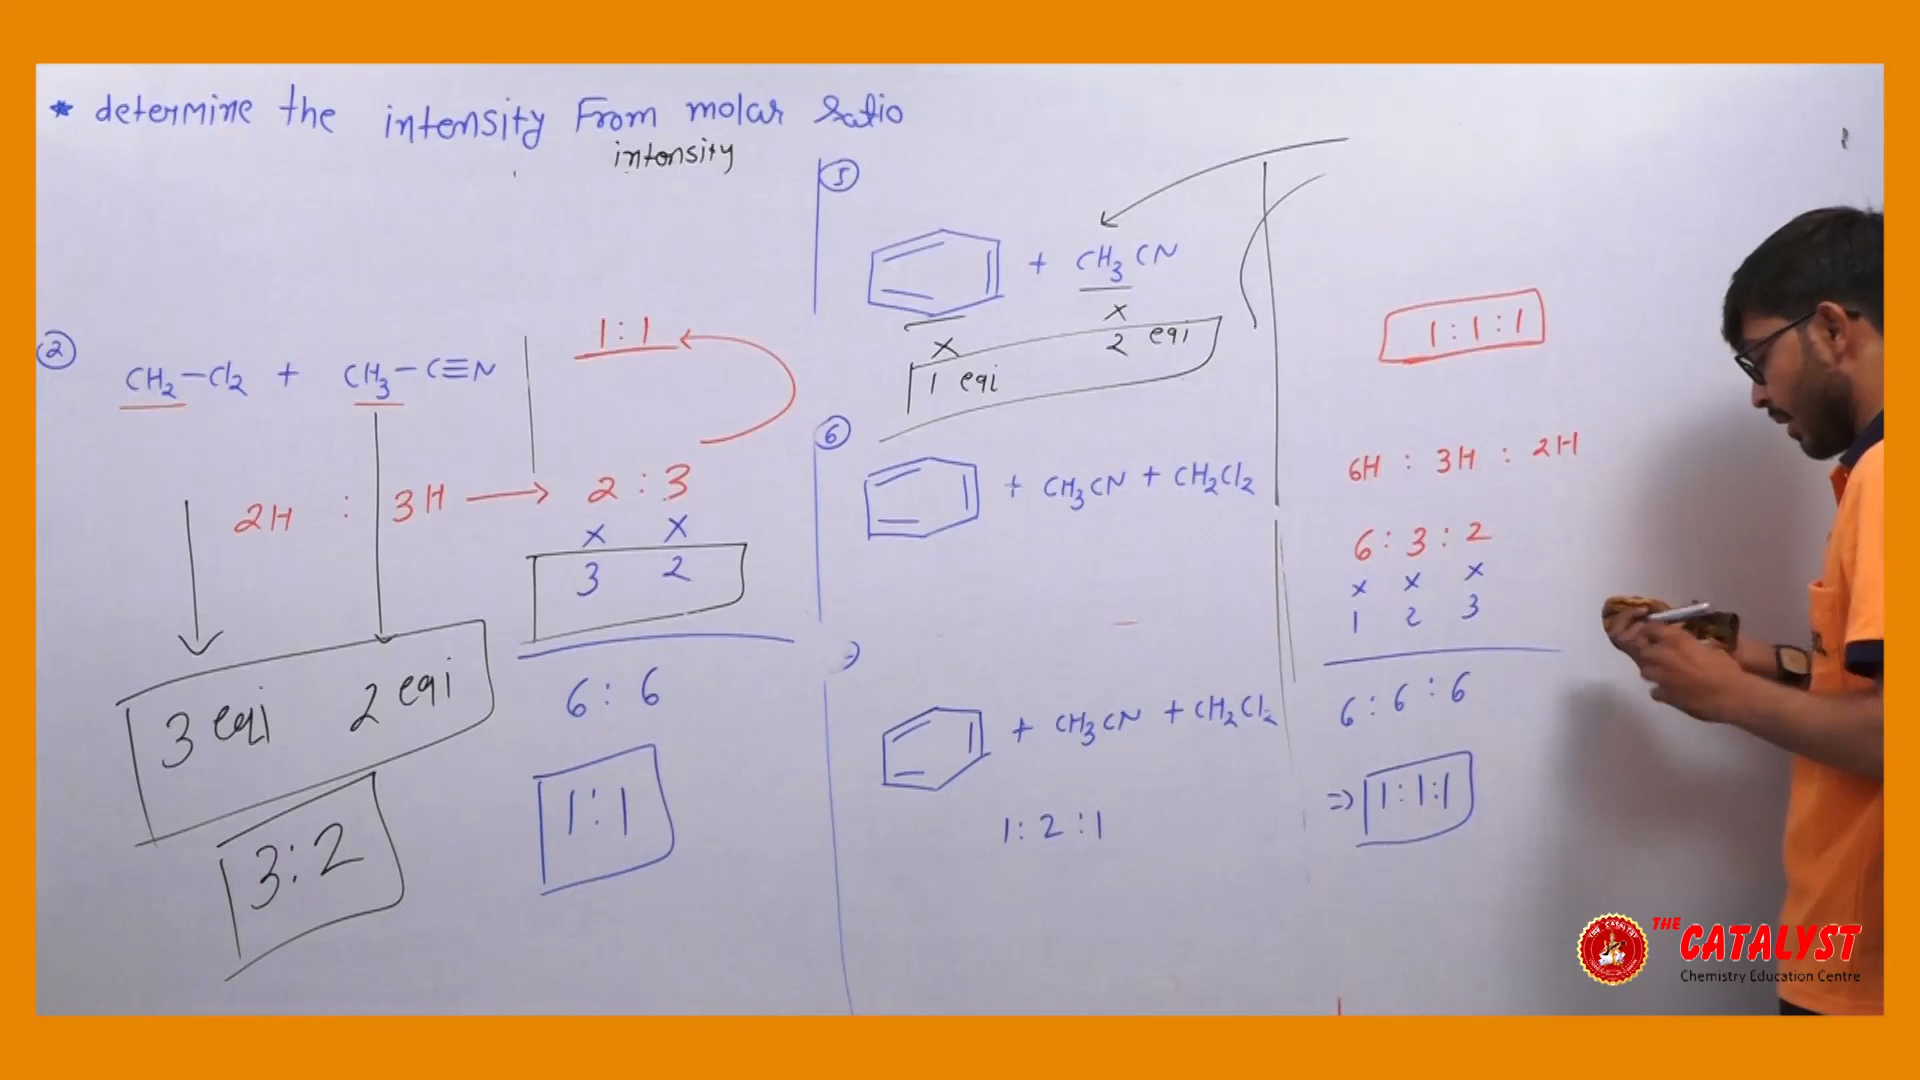 * determine the intensity From molar ratio
intensity
②
CH₂-Cl₂ + CH₃-C≡N
1:1
2H : 3H → 2:3
x x
3 2
6:6
1:1
3 eqi 2 eqi
3:2
⑤
+ CH₃CN
x x
1 eqi 2 eqi
⑥
+ CH₃CN + CH₂Cl₂
+ CH₃CN + CH₂Cl₂
1:2:1
1:1:1
6H : 3H : 2H
6:3:2
x x x
1 2 3
6:6:6
⇒ 1:1:1
THE CATALYST
Chemistry Education Centre